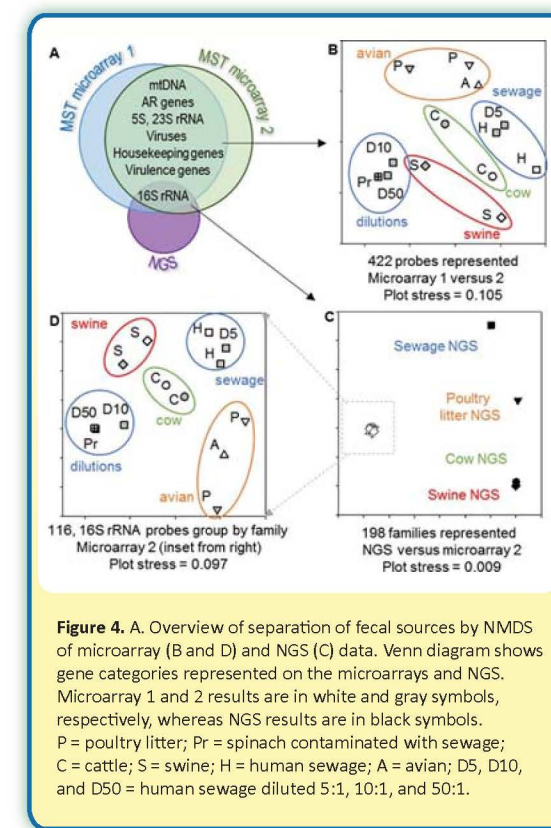 A
MST microarray 1
MST microarray 2
mtDNA
AR genes
5S, 23S rRNA
Viruses
Housekeeping genes
Virulence genes
16S rRNA
NGS
B
avian
P
P
A
sewage
C
D5
H
H
D10
S
C
Pr
D50
cow
dilutions
S
swine
422 probes represented
Microarray 1 versus 2
Plot stress = 0.105
D
swine
S
S
H
D5
H
sewage
C
C
cow
D50
D10
Pr
dilutions
P
A
avian
P
116, 16S rRNA probes group by family
Microarray 2 (inset from right)
Plot stress = 0.097
C
Sewage NGS
Poultry
litter NGS
Cow NGS
Swine NGS
198 families represented
NGS versus microarray 2
Plot stress = 0.009
Figure 4. A. Overview of separation of fecal sources by NMDS
of microarray (B and D) and NGS (C) data. Venn diagram shows
gene categories represented on the microarrays and NGS.
Microarray 1 and 2 results are in white and gray symbols,
respectively, whereas NGS results are in black symbols.
P = poultry litter; Pr = spinach contaminated with sewage;
C = cattle; S = swine; H = human sewage; A = avian; D5, D10,
and D50 = human sewage diluted 5:1, 10:1, and 50:1.